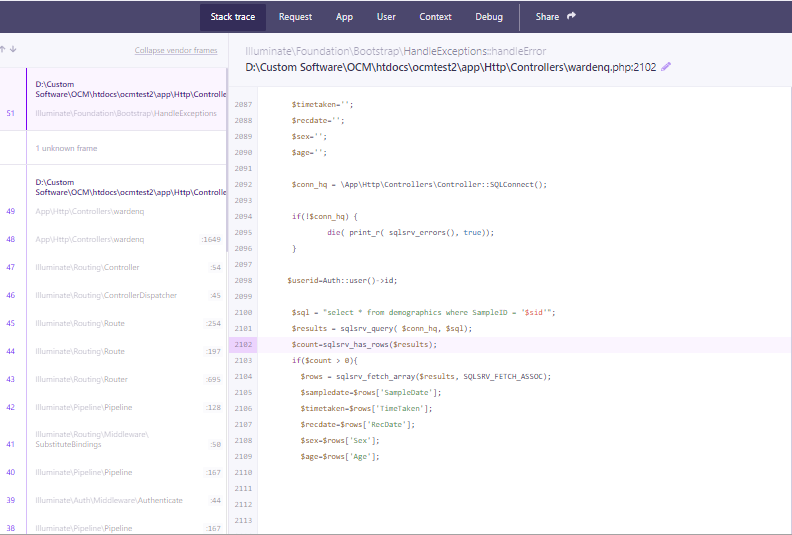 Stack trace Request App User Context Debug Share
Collapse vendor frames
Illuminate\Foundation\Bootstrap\HandleExceptions::handleError
D:\Custom Software\OCM\htdocs\ocmtest2\app\Http\Controllers\wardenq.php:2102
D:\Custom
Software\OCM\htdocs\ocmtest2\app\Http\Controlle
51 Illuminate\Foundation\Bootstrap\HandleExceptions
1 unknown frame
D:\Custom
Software\OCM\htdocs\ocmtest2\app\Http\Controlle
49 App\Http\Controllers\wardenq
48 App\Http\Controllers\wardenq :1649
47 Illuminate\Routing\Controller :54
46 Illuminate\Routing\ControllerDispatcher :45
45 Illuminate\Routing\Route :254
44 Illuminate\Routing\Route :197
43 Illuminate\Routing\Router :695
42 Illuminate\Pipeline\Pipeline :128
Illuminate\Routing\Middleware\
41 SubstituteBindings :50
40 Illuminate\Pipeline\Pipeline :167
39 Illuminate\Auth\Middleware\Authenticate :44
38 Illuminate\Pipeline\Pipeline :167
2087 $timetaken='';
2088 $recdate='';
2089 $sex='';
2090 $age='';
2091
2092 $conn_hq = \App\Http\Controllers\Controller::SQLConnect();
2093
2094 if(!$conn_hq) {
2095 die( print_r( sqlsrv_errors(), true));
2096 }
2097
2098 $userid=Auth::user()->id;
2099
2100 $sql = "select * from demographics where SampleID = '$sid'";
2101 $results = sqlsrv_query( $conn_hq, $sql);
2102 $count=sqlsrv_has_rows($results);
2103 if($count > 0){
2104 $rows = sqlsrv_fetch_array($results, SQLSRV_FETCH_ASSOC);
2105 $sampledate=$rows['SampleDate'];
2106 $timetaken=$rows['TimeTaken'];
2107 $recdate=$rows['RecDate'];
2108 $sex=$rows['Sex'];
2109 $age=$rows['Age'];
2110
2111
2112
2113